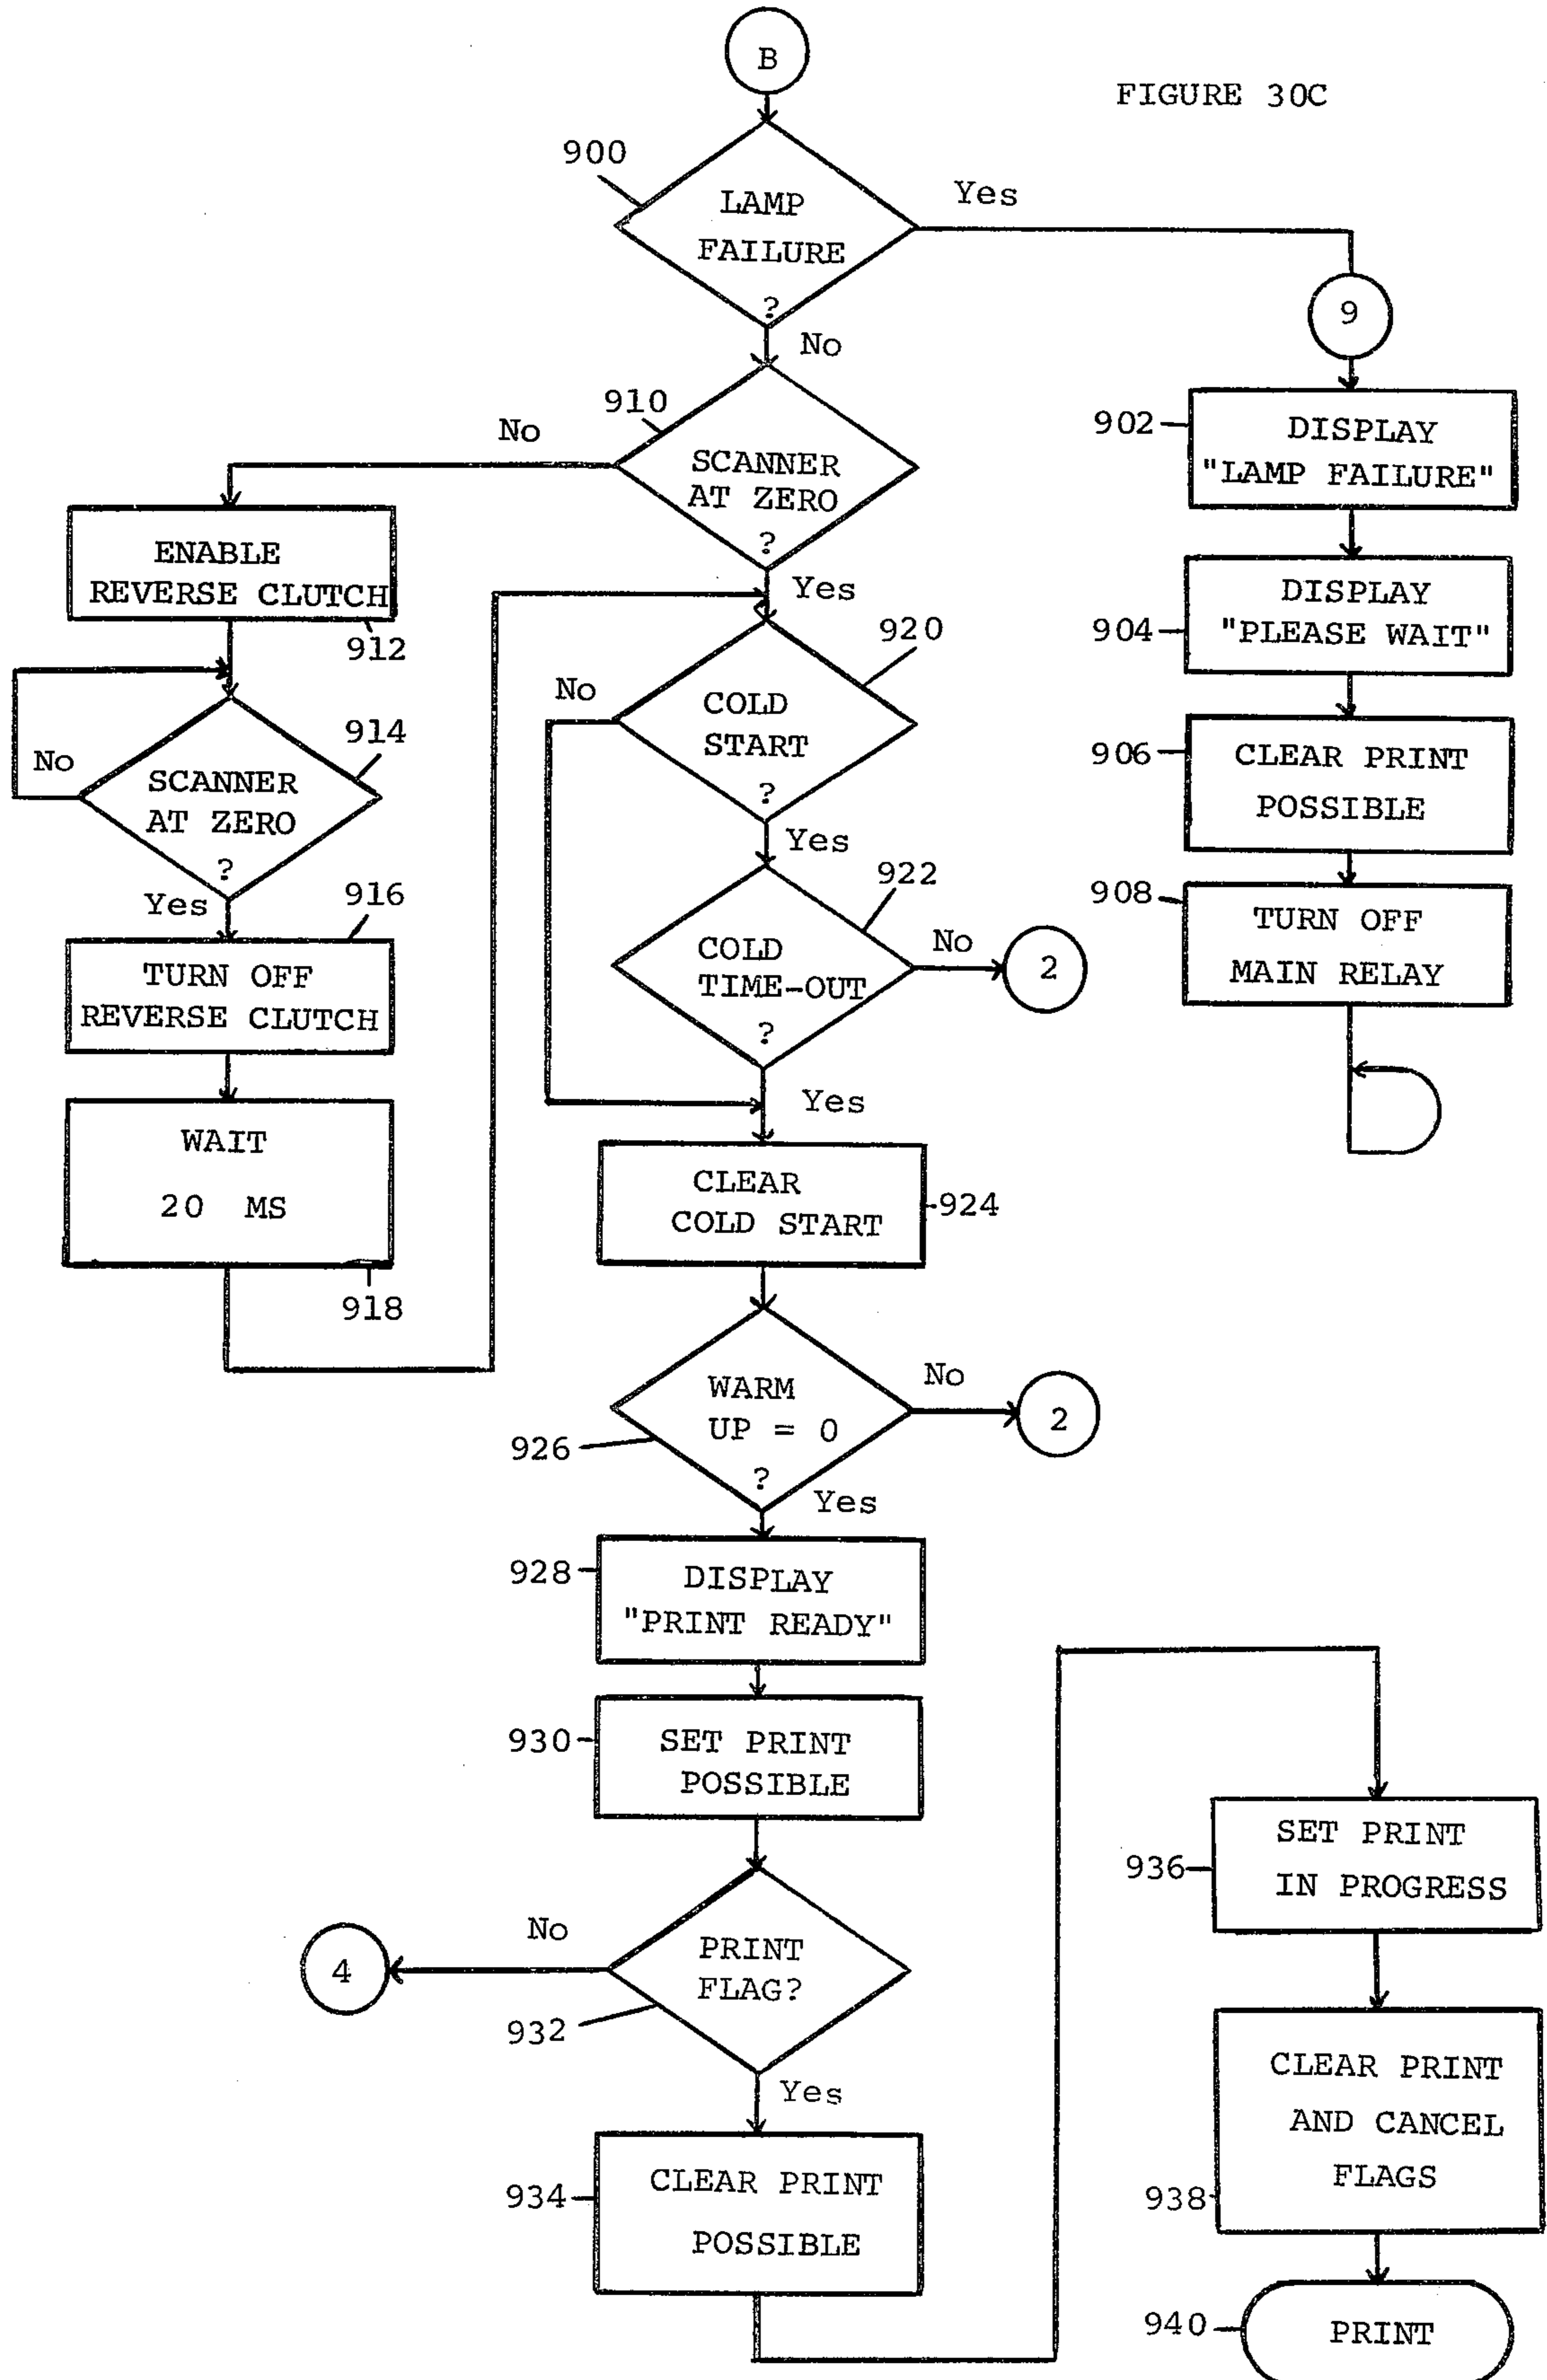 B
FIGURE 30C
900
LAMP
FAILURE
?
Yes
No
9
902
DISPLAY
"LAMP FAILURE"
904
DISPLAY
"PLEASE WAIT"
906
CLEAR PRINT
POSSIBLE
908
TURN OFF
MAIN RELAY
910
SCANNER
AT ZERO
?
No
Yes
ENABLE
REVERSE CLUTCH
912
914
SCANNER
AT ZERO
?
No
Yes
916
TURN OFF
REVERSE CLUTCH
WAIT
20 MS
918
920
COLD
START
?
No
Yes
922
COLD
TIME-OUT
?
No
2
Yes
CLEAR
COLD START
924
WARM
UP = 0
?
926
No
2
Yes
928
DISPLAY
"PRINT READY"
930
SET PRINT
POSSIBLE
PRINT
FLAG?
932
No
4
Yes
934
CLEAR PRINT
POSSIBLE
936
SET PRINT
IN PROGRESS
CLEAR PRINT
AND CANCEL
FLAGS
938
940
PRINT